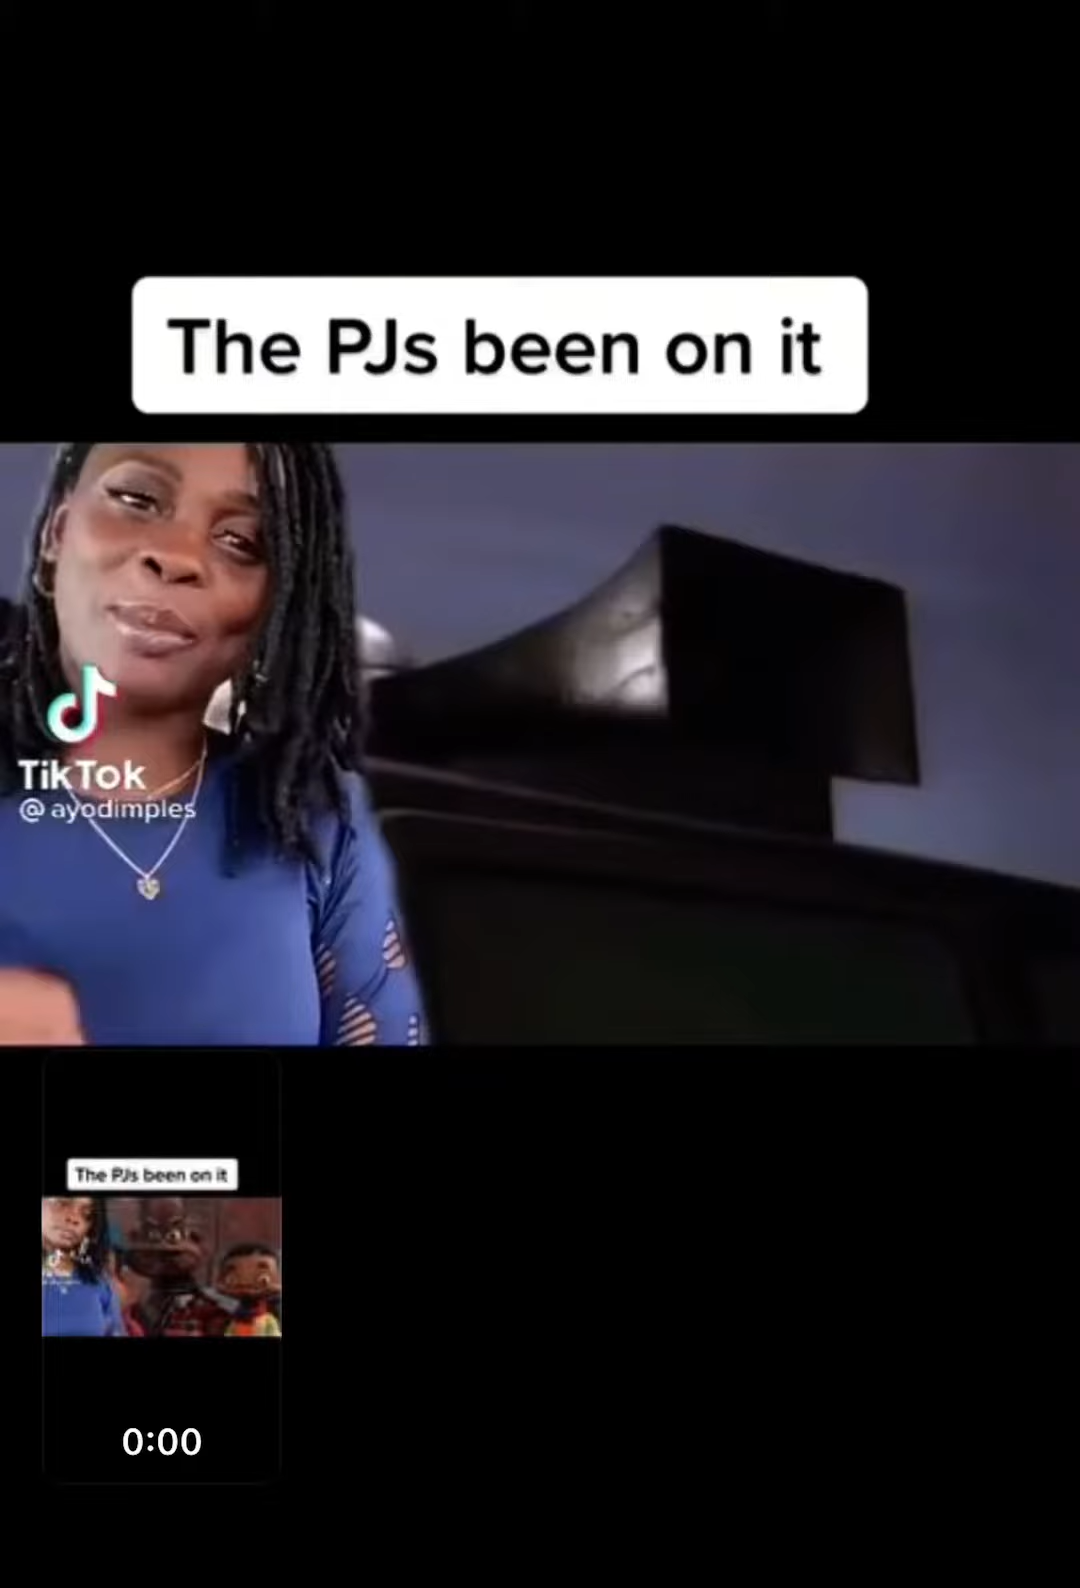 The PJs been on it
TikTok
@ayodimples
The PJs been on it
0:00